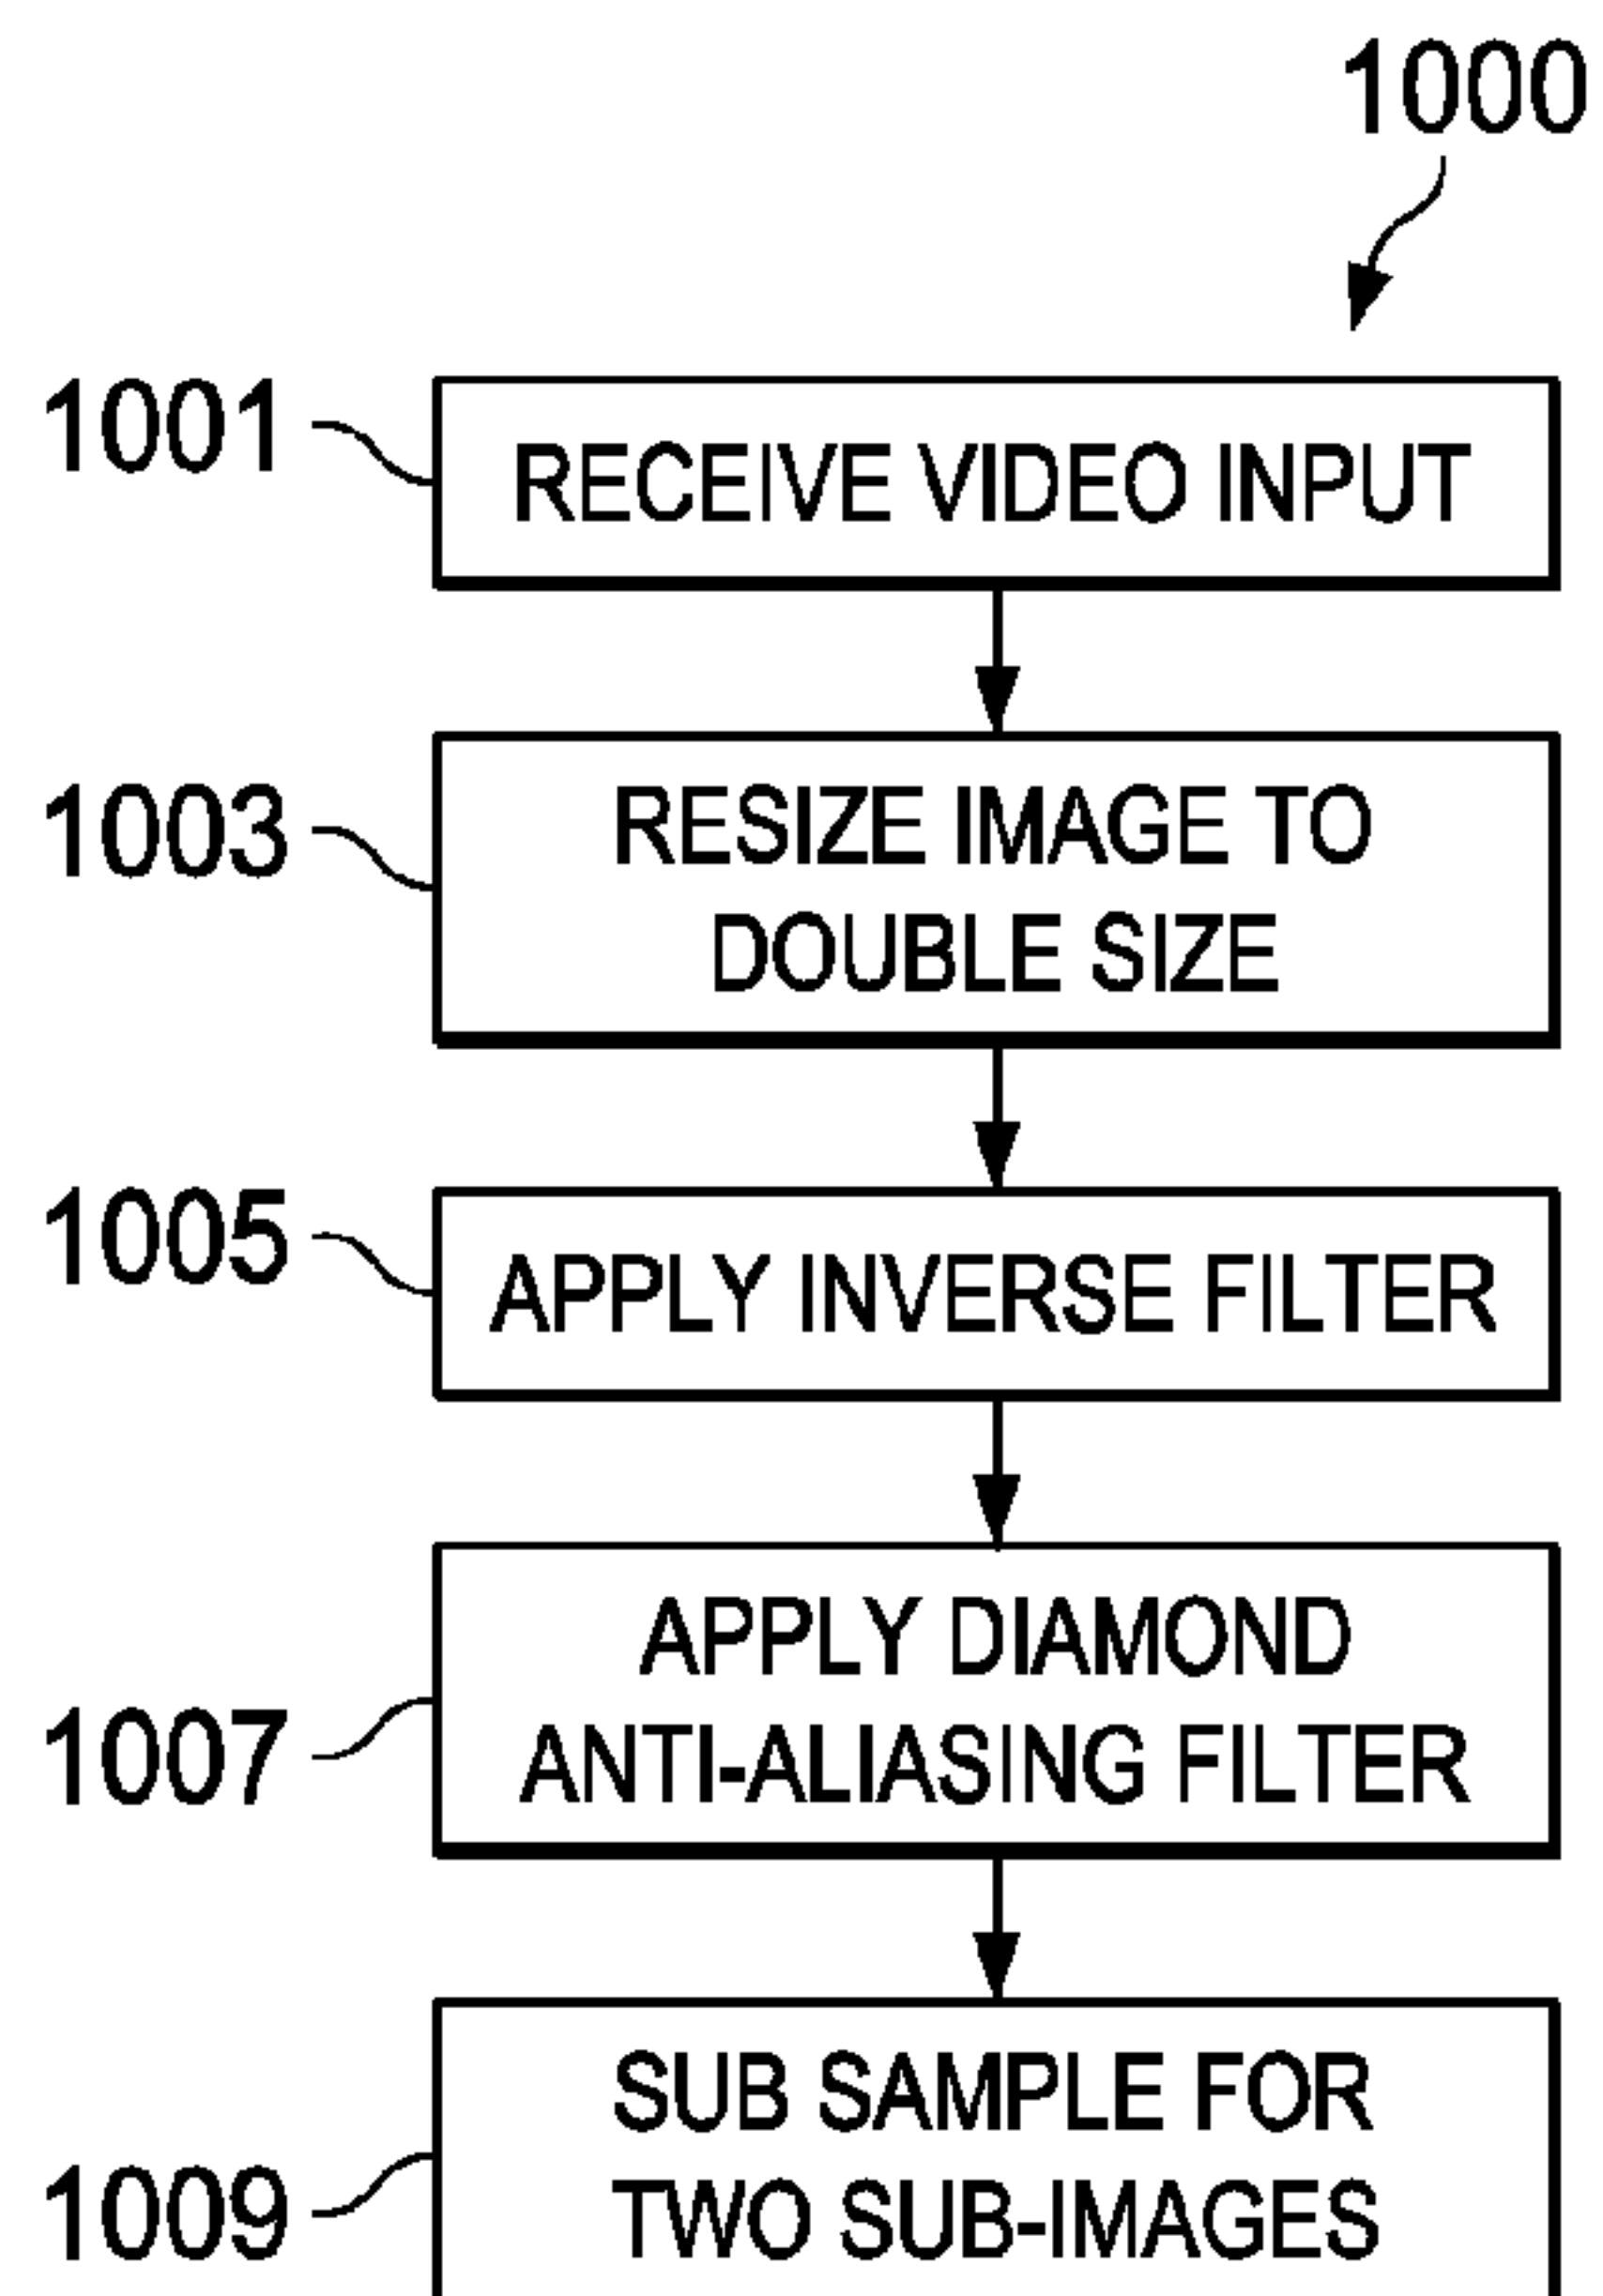 1000
1001
RECEIVE VIDEO INPUT
1003
RESIZE IMAGE TO
DOUBLE SIZE
1005
APPLY INVERSE FILTER
1007
APPLY DIAMOND
ANTI-ALIASING FILTER
1009
SUB SAMPLE FOR
TWO SUB-IMAGES